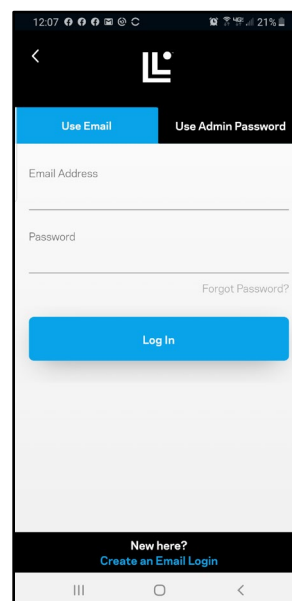 12:07 21%
Use Email Use Admin Password
Email Address
Password
Forgot Password?
Log In
New here?
Create an Email Login